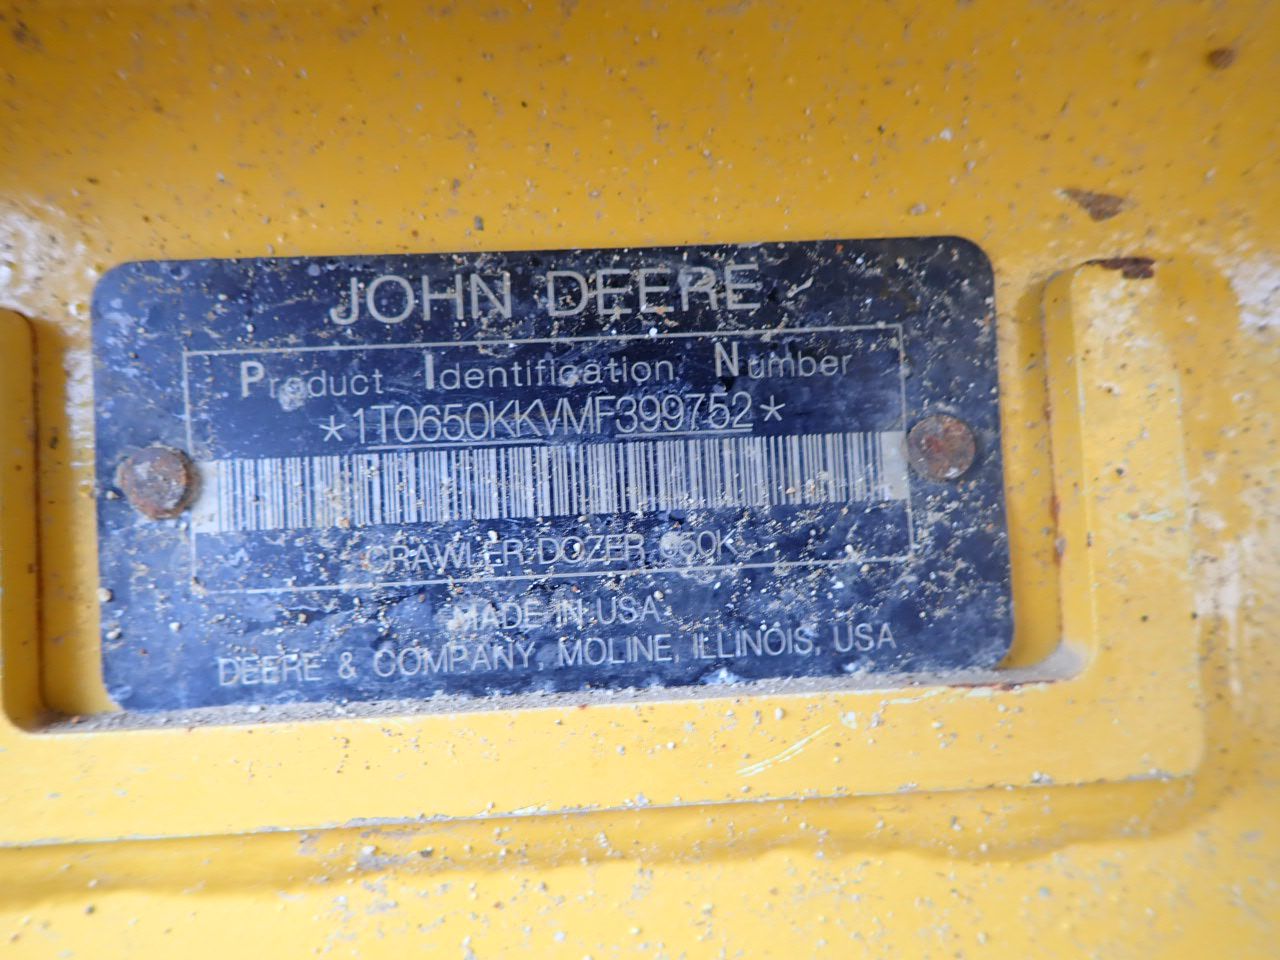 JOHN DEERE
Product Identification Number
*1T0650KKVMF399752*
CRAWLER DOZER 650K
MADE IN USA
DEERE & COMPANY, MOLINE, ILLINOIS, USA